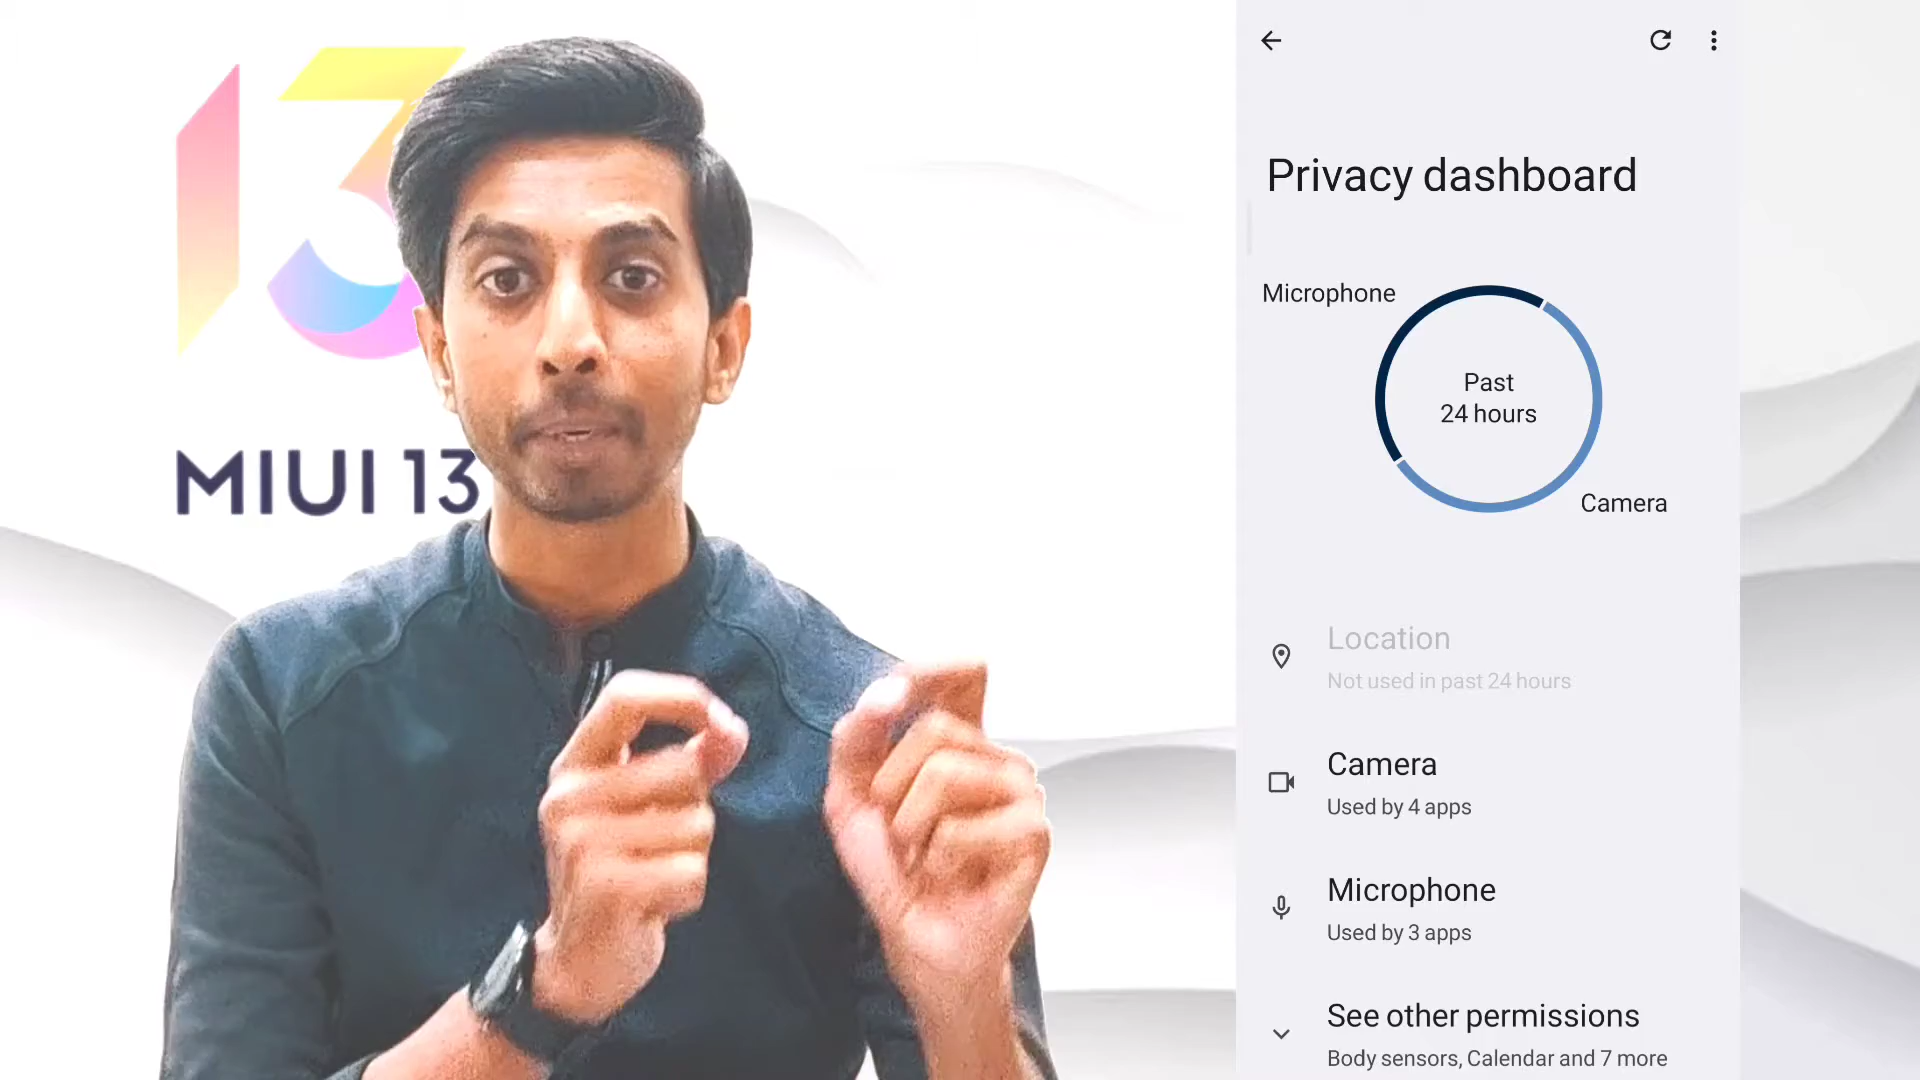 13
MIUI 13
Privacy dashboard
Microphone
Past
24 hours
Camera
Location
Not used in past 24 hours
Camera
Used by 4 apps
Microphone
Used by 3 apps
See other permissions
Body sensors, Calendar and 7 more